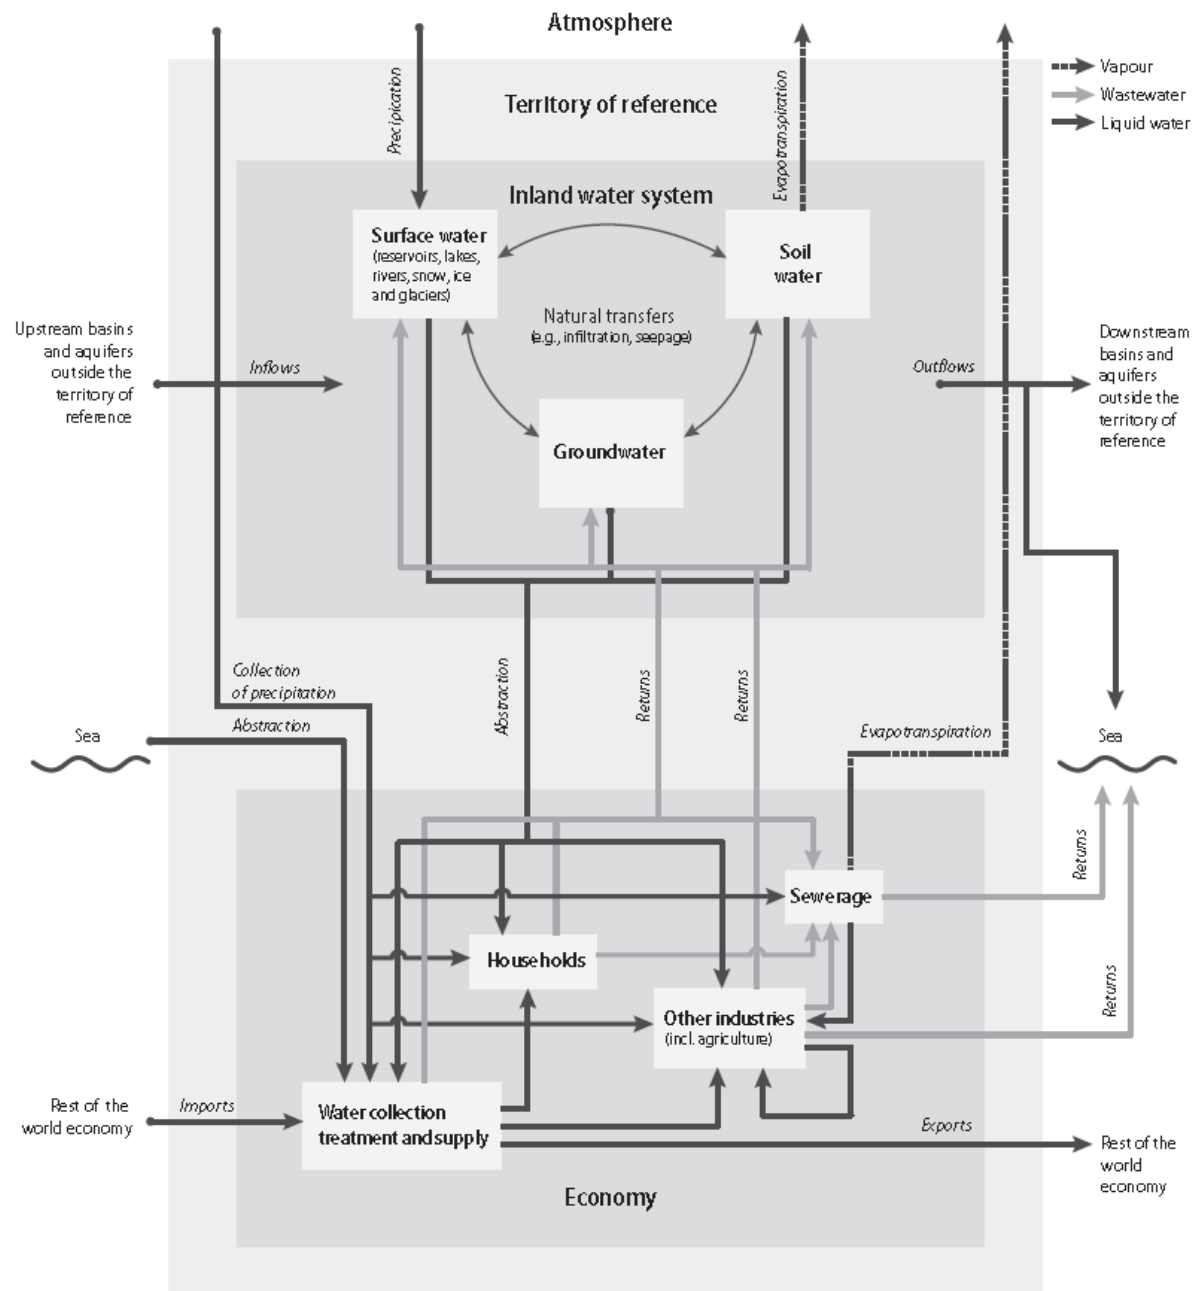 Atmosphere
Vapour
Wastewater
Liquid water
Precipication
Territory of reference
Evapotranspiration
Inland water system
Surface water
(reservoirs, lakes,
rivers, snow, ice
and glaciers)
Soil
water
Natural transfers
(e.g., infiltration, seepage)
Upstream basins
and aquifers
outside the
territory of
reference
Inflows
Outflows
Downstream
basins and
aquifers
outside the
territory of
reference
Groundwater
Collection
of precipitation
Abstraction
Sea
Abstraction
Returns
Returns
Evapotranspiration
Sea
Returns
Sewerage
Households
Returns
Other industries
(incl. agriculture)
Rest of the
world economy
Imports
Water collection
treatment and supply
Exports
Rest of the
world
economy
Economy